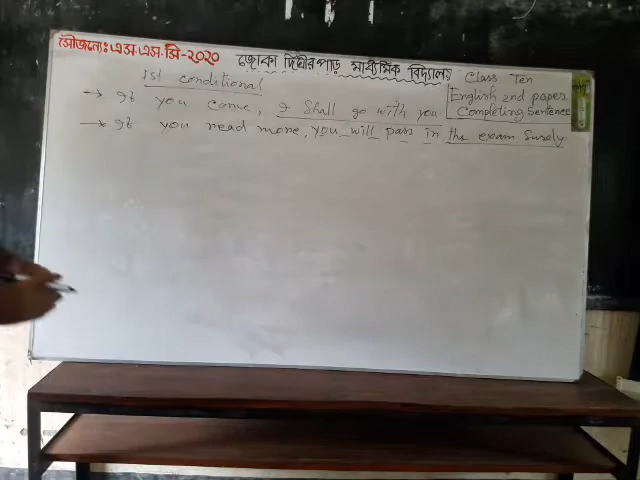 সৌজন্যে: এস.এস.সি-২০২০
জোকা দিঘীরপাড় মাধ্যমিক বিদ্যালয়
Class Ten
English 2nd paper
Completing Sentence
1st conditional
→ If you come, I shall go with you
→ If you read more, you will pass in the exam surely